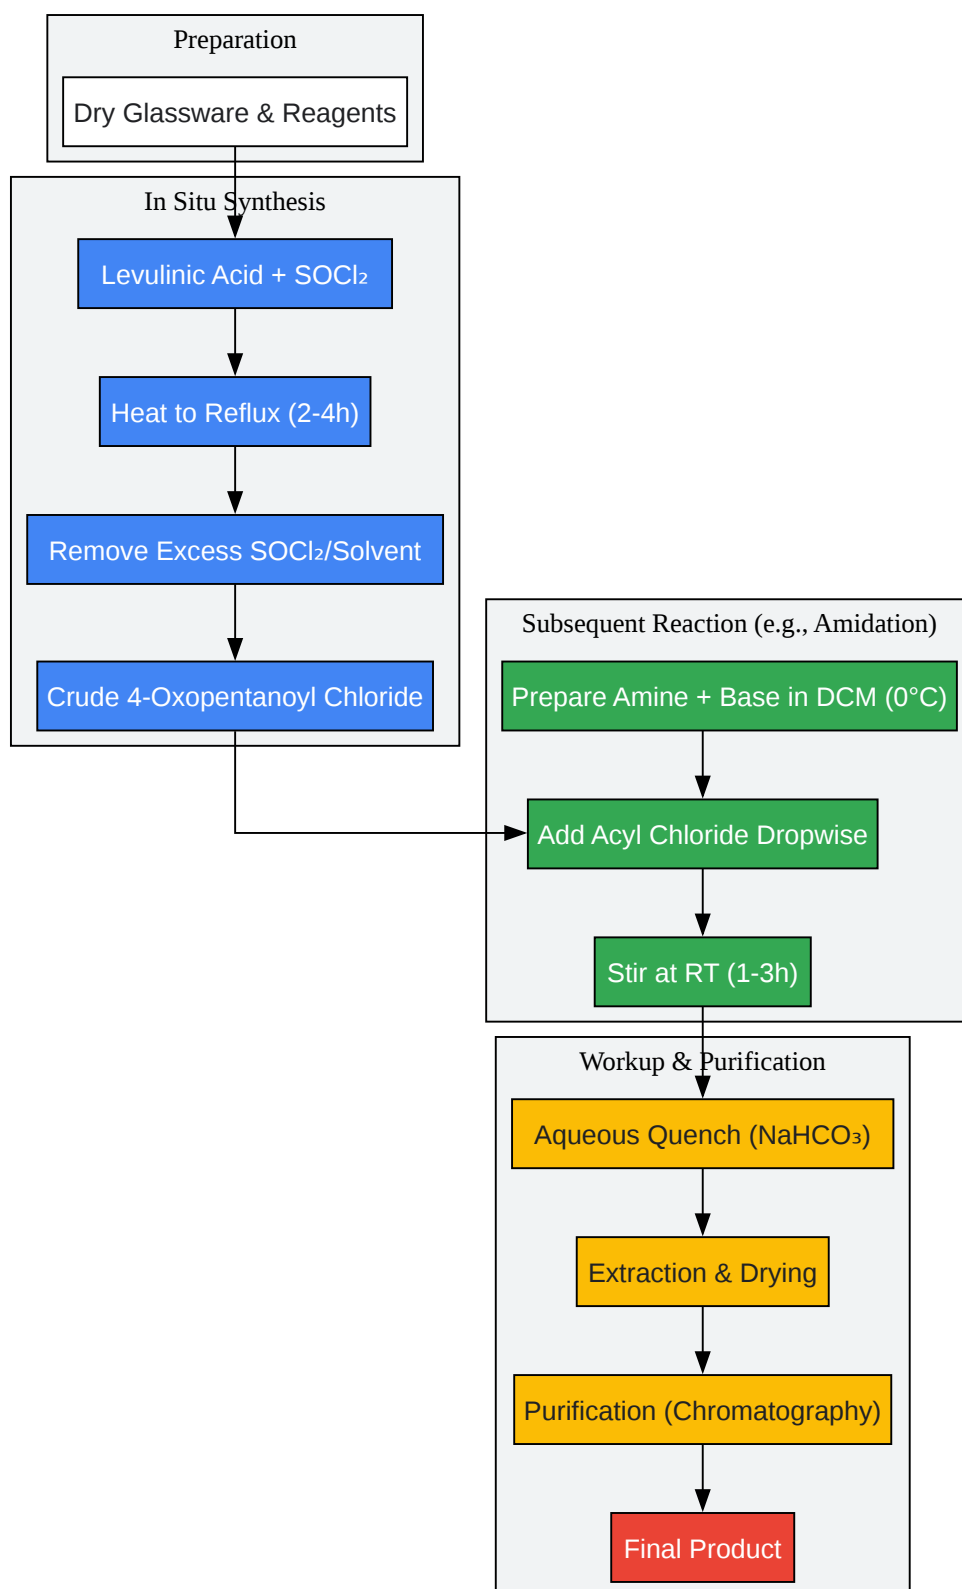 Preparation
Dry Glassware & Reagents
In Situ Synthesis
Levulinic Acid + SOCl₂
Heat to Reflux (2-4h)
Remove Excess SOCl₂/Solvent
Crude 4-Oxopentanoyl Chloride
Subsequent Reaction (e.g., Amidation)
Prepare Amine + Base in DCM (0°C)
Add Acyl Chloride Dropwise
Stir at RT (1-3h)
Workup & Purification
Aqueous Quench (NaHCO₃)
Extraction & Drying
Purification (Chromatography)
Final Product